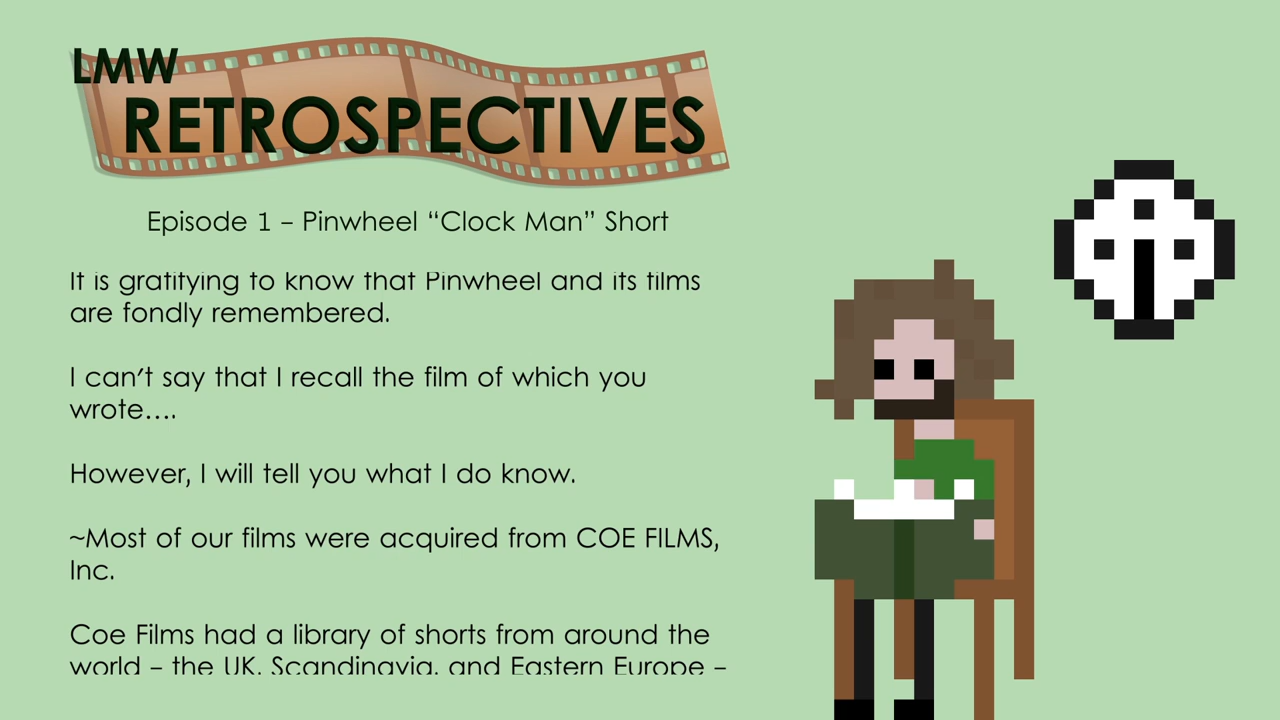 LMW
RETROSPECTIVES
Episode 1 – Pinwheel “Clock Man” Short
It is gratifying to know that Pinwheel and its films
are fondly remembered.
I can't say that I recall the film of which you
wrote....
However, I will tell you what I do know.
~Most of our films were acquired from COE FILMS,
Inc.
Coe Films had a library of shorts from around the
world – the UK, Scandinavia, and Eastern Europe –